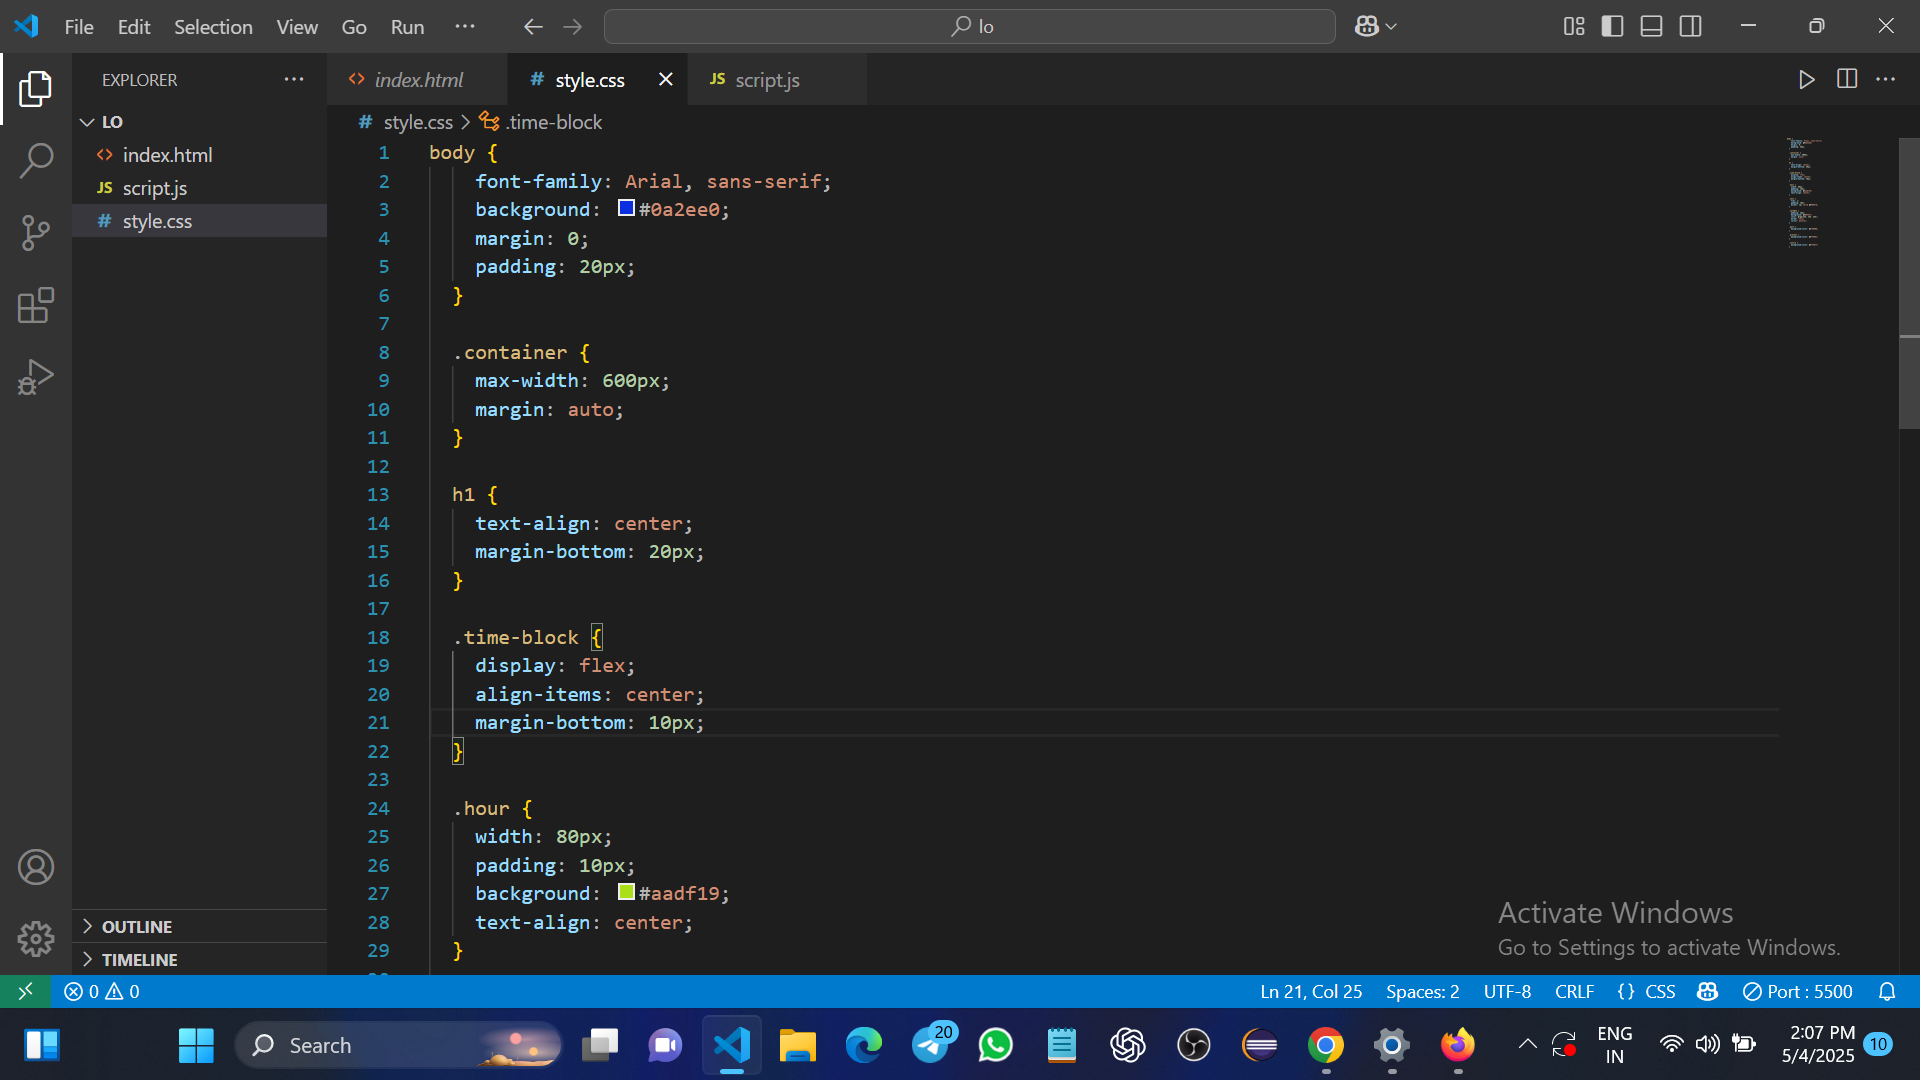 File Edit Selection View Go Run ···
lo
EXPLORER ···
index.html
# style.css
JS script.js
LO
index.html
JS script.js
# style.css
# style.css > .time-block
1 body {
2 font-family: Arial, sans-serif;
3 background: #0a2ee0;
4 margin: 0;
5 padding: 20px;
6 }
7
8 .container {
9 max-width: 600px;
10 margin: auto;
11 }
12
13 h1 {
14 text-align: center;
15 margin-bottom: 20px;
16 }
17
18 .time-block {
19 display: flex;
20 align-items: center;
21 margin-bottom: 10px;
22 }
23
24 .hour {
25 width: 80px;
26 padding: 10px;
27 background: #aadf19;
28 text-align: center;
29 }
OUTLINE
TIMELINE
Activate Windows
Go to Settings to activate Windows.
0 0
Ln 21, Col 25 Spaces: 2 UTF-8 CRLF {} CSS Port : 5500
Search
20
ENG
IN
2:07 PM
5/4/2025
10